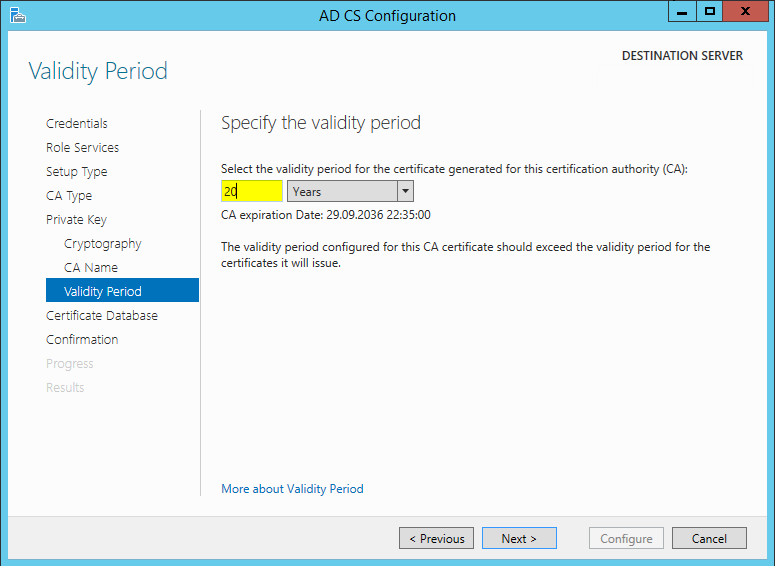 AD CS Configuration
DESTINATION SERVER
Validity Period
Credentials
Role Services
Setup Type
CA Type
Private Key
Cryptography
CA Name
Validity Period
Certificate Database
Confirmation
Progress
Results
Specify the validity period
Select the validity period for the certificate generated for this certification authority (CA):
20 Years
CA expiration Date: 29.09.2036 22:35:00
The validity period configured for this CA certificate should exceed the validity period for the
certificates it will issue.
More about Validity Period
< Previous Next > Configure Cancel